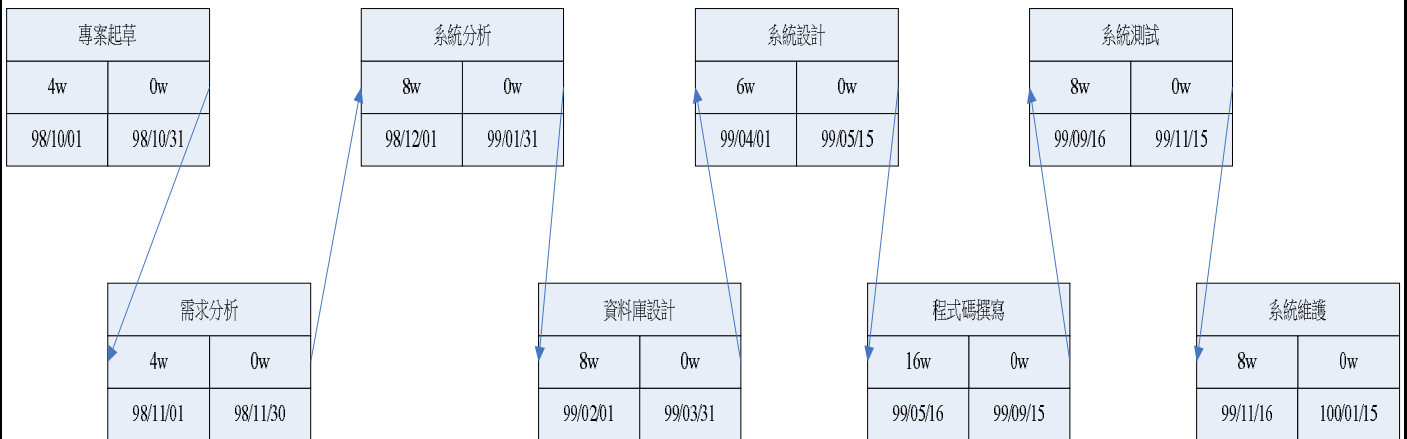 專案起草
4w 0w
98/10/01 98/10/31
需求分析
4w 0w
98/11/01 98/11/30
系統分析
8w 0w
98/12/01 99/01/31
資料庫設計
8w 0w
99/02/01 99/03/31
系統設計
6w 0w
99/04/01 99/05/15
程式碼撰寫
16w 0w
99/05/16 99/09/15
系統測試
8w 0w
99/09/16 99/11/15
系統維護
8w 0w
99/11/16 100/01/15